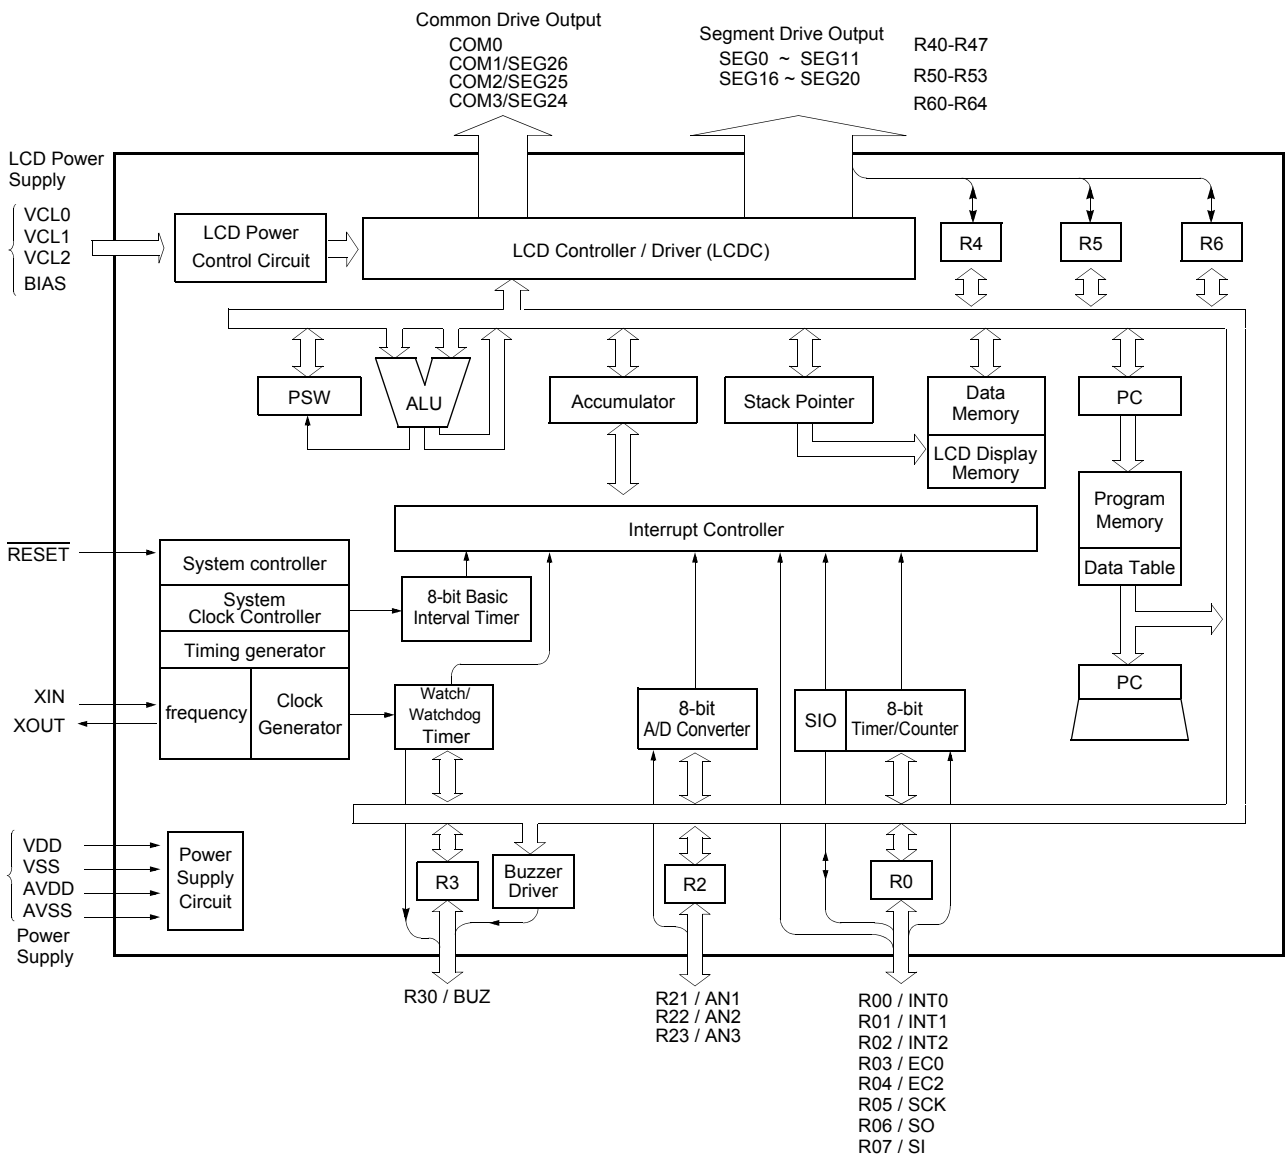 Common Drive Output
COM0
COM1/SEG26
COM2/SEG25
COM3/SEG24
Segment Drive Output
SEG0 ~ SEG11
SEG16 ~ SEG20
R40-R47
R50-R53
R60-R64
LCD Power
Supply
VCL0
VCL1
VCL2
BIAS
LCD Power
Control Circuit
LCD Controller / Driver (LCDC)
R4
R5
R6
PSW
ALU
Accumulator
Stack Pointer
Data
Memory
LCD Display
Memory
PC
Program
Memory
Data Table
PC
Interrupt Controller
RESET
System controller
System
Clock Controller
Timing generator
frequency
Clock
Generator
XIN
XOUT
8-bit Basic
Interval Timer
Watch/
Watchdog
Timer
8-bit
A/D Converter
SIO
8-bit
Timer/Counter
VDD
VSS
AVDD
AVSS
Power
Supply
Power
Supply
Circuit
R3
Buzzer
Driver
R2
R0
R30 / BUZ
R21 / AN1
R22 / AN2
R23 / AN3
R00 / INT0
R01 / INT1
R02 / INT2
R03 / EC0
R04 / EC2
R05 / SCK
R06 / SO
R07 / SI